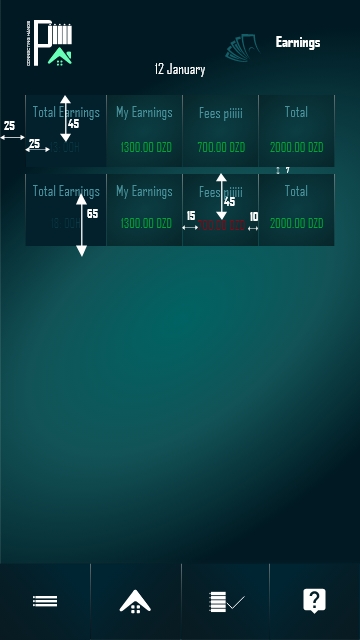 CONNECTING HANDS
Earnings
12 January
Total Earnings My Earnings Fees piiiii Total
25 45
25 1300.00 DZD 700.00 DZD 2000.00 DZD
7
Total Earnings My Earnings Fees piiiii Total
65 15 45 10
1300.00 DZD 2000.00 DZD